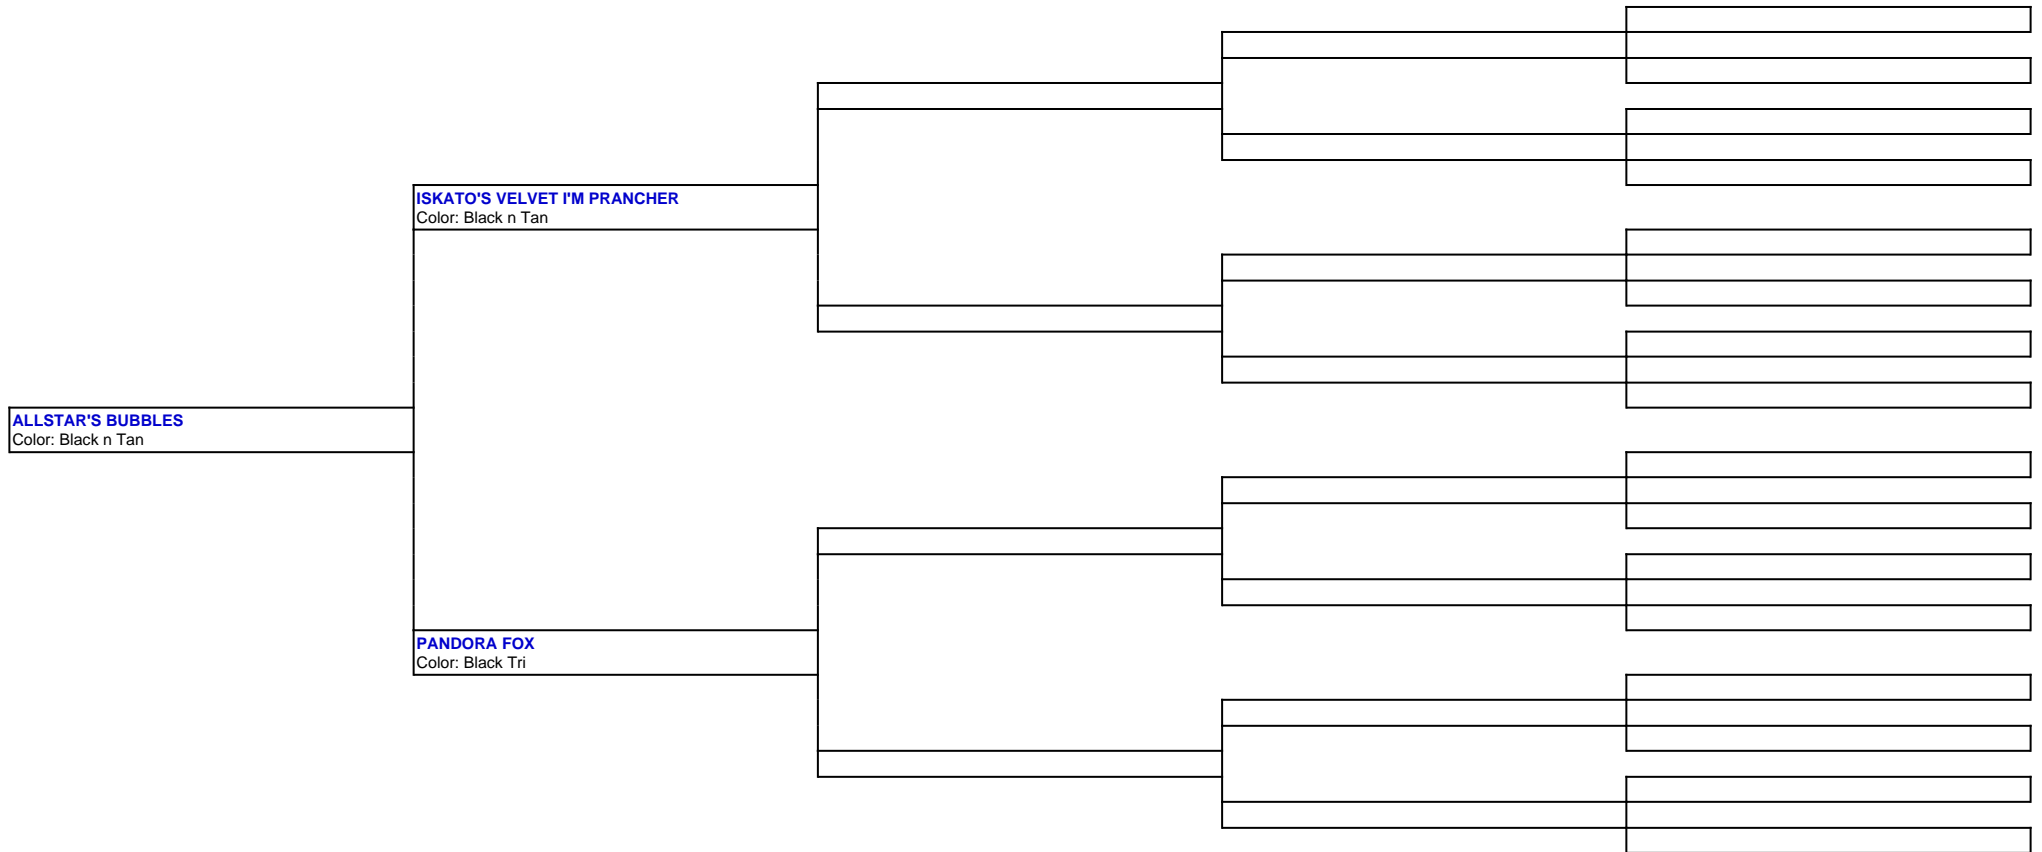 ISKATO'S VELVET I'M PRANCHER
Color: Black n Tan
ALLSTAR'S BUBBLES
Color: Black n Tan
PANDORA FOX
Color: Black Tri